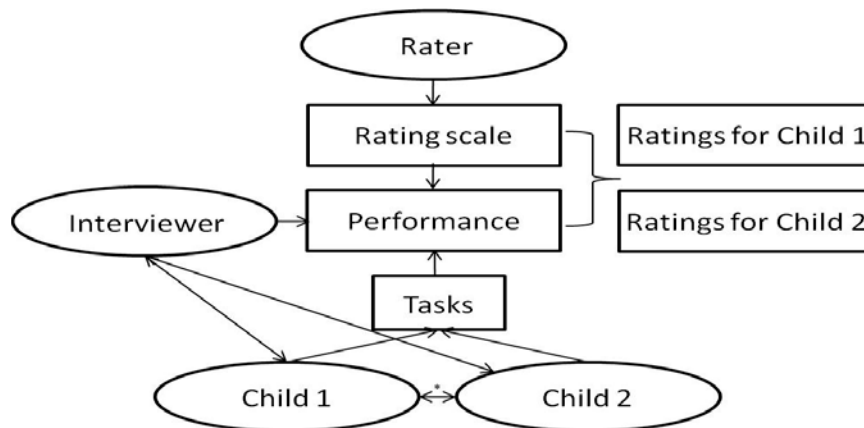 Rater
Rating scale
Ratings for Child 1
Interviewer
Performance
Ratings for Child 2
Tasks
Child 1
*
Child 2